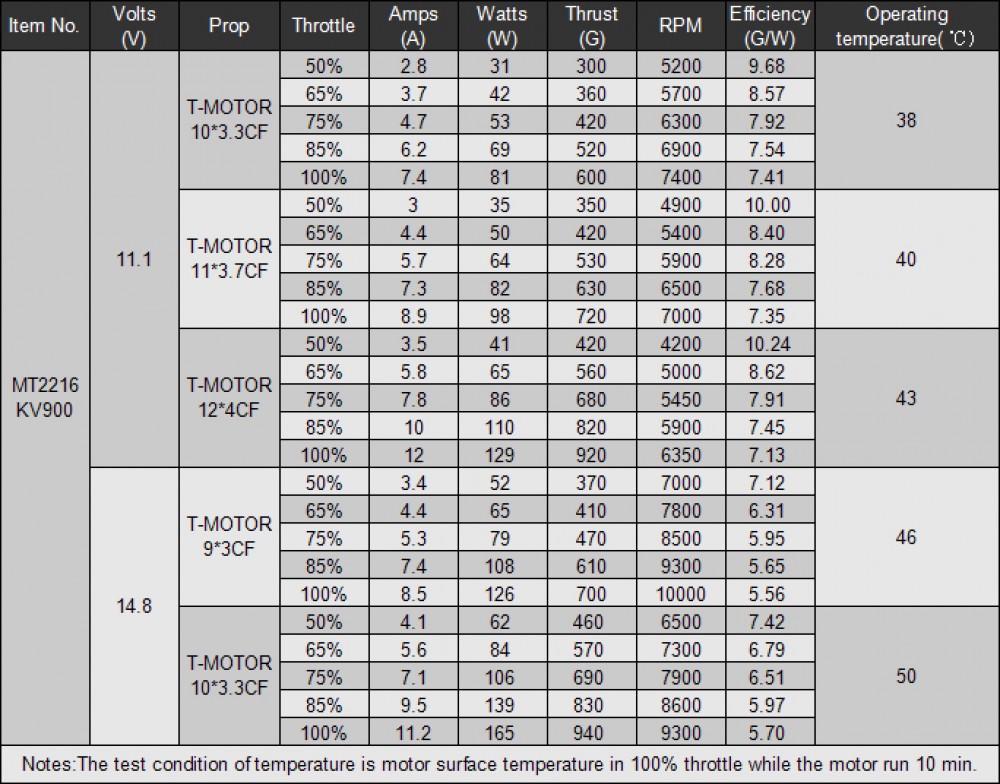 Item No. Volts (V) Prop Throttle Amps (A) Watts (W) Thrust (G) RPM Efficiency (G/W) Operating temperature(℃)
MT2216 KV900 11.1 T-MOTOR 10*3.3CF 50% 2.8 31 300 5200 9.68 38
65% 3.7 42 360 5700 8.57
75% 4.7 53 420 6300 7.92
85% 6.2 69 520 6900 7.54
100% 7.4 81 600 7400 7.41
T-MOTOR 11*3.7CF 50% 3 35 350 4900 10.00 40
65% 4.4 50 420 5400 8.40
75% 5.7 64 530 5900 8.28
85% 7.3 82 630 6500 7.68
100% 8.9 98 720 7000 7.35
T-MOTOR 12*4CF 50% 3.5 41 420 4200 10.24 43
65% 5.8 65 560 5000 8.62
75% 7.8 86 680 5450 7.91
85% 10 110 820 5900 7.45
100% 12 129 920 6350 7.13
14.8 T-MOTOR 9*3CF 50% 3.4 52 370 7000 7.12 46
65% 4.4 65 410 7800 6.31
75% 5.3 79 470 8500 5.95
85% 7.4 108 610 9300 5.65
100% 8.5 126 700 10000 5.56
T-MOTOR 10*3.3CF 50% 4.1 62 460 6500 7.42 50
65% 5.6 84 570 7300 6.79
75% 7.1 106 690 7900 6.51
85% 9.5 139 830 8600 5.97
100% 11.2 165 940 9300 5.70
Notes:The test condition of temperature is motor surface temperature in 100% throttle while the motor run 10 min.